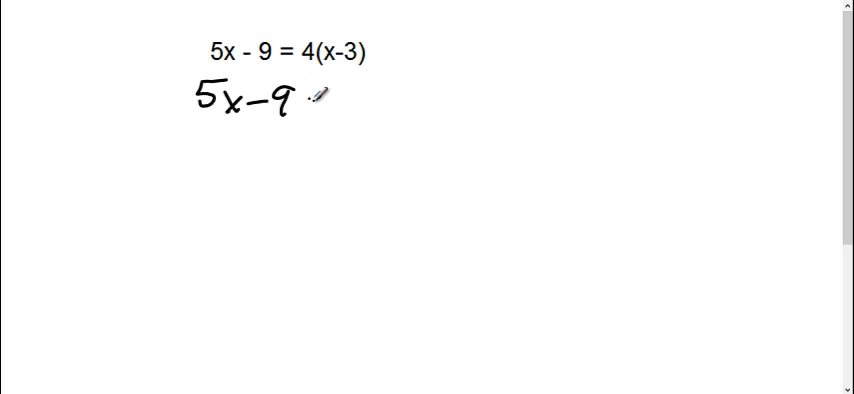 5x - 9 = 4(x-3)
5x - 9